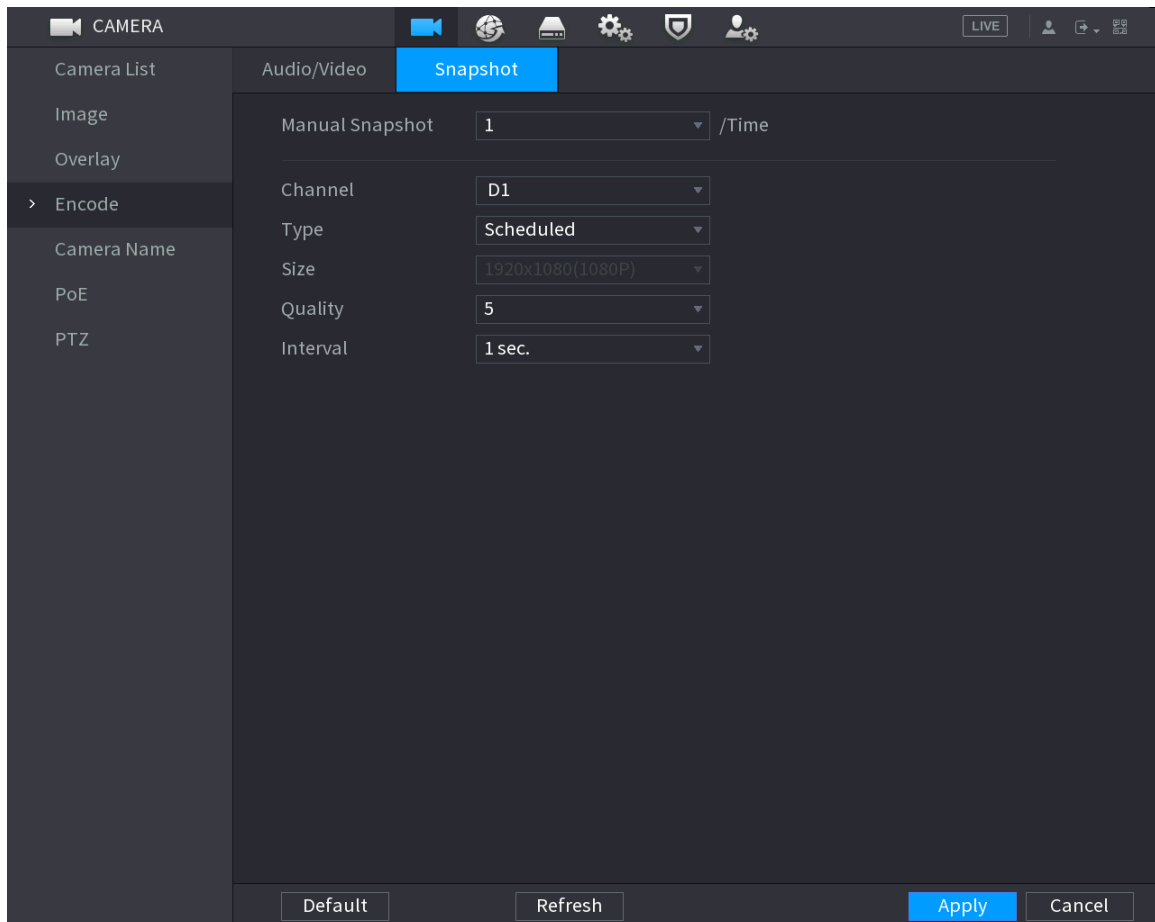 CAMERA LIVE
Camera List
Image
Overlay
> Encode
Camera Name
PoE
PTZ
Audio/Video Snapshot
Manual Snapshot 1 /Time
Channel D1
Type Scheduled
Size 1920x1080(1080P)
Quality 5
Interval 1 sec.
Default Refresh Apply Cancel